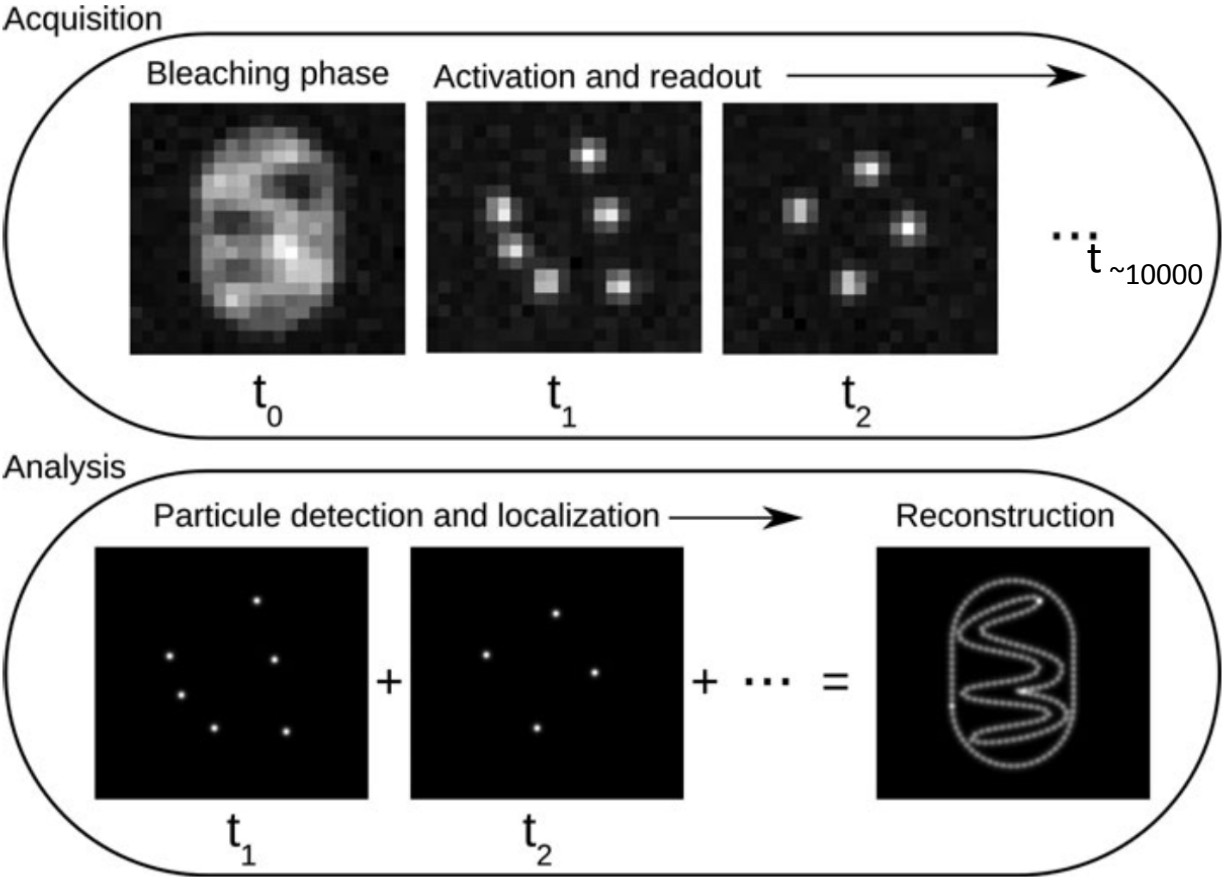 Acquisition
Bleaching phase
Activation and readout
t0
t1
t2
...
t ~10000
Analysis
Particule detection and localization
Reconstruction
+
+ ... =
t1
t2